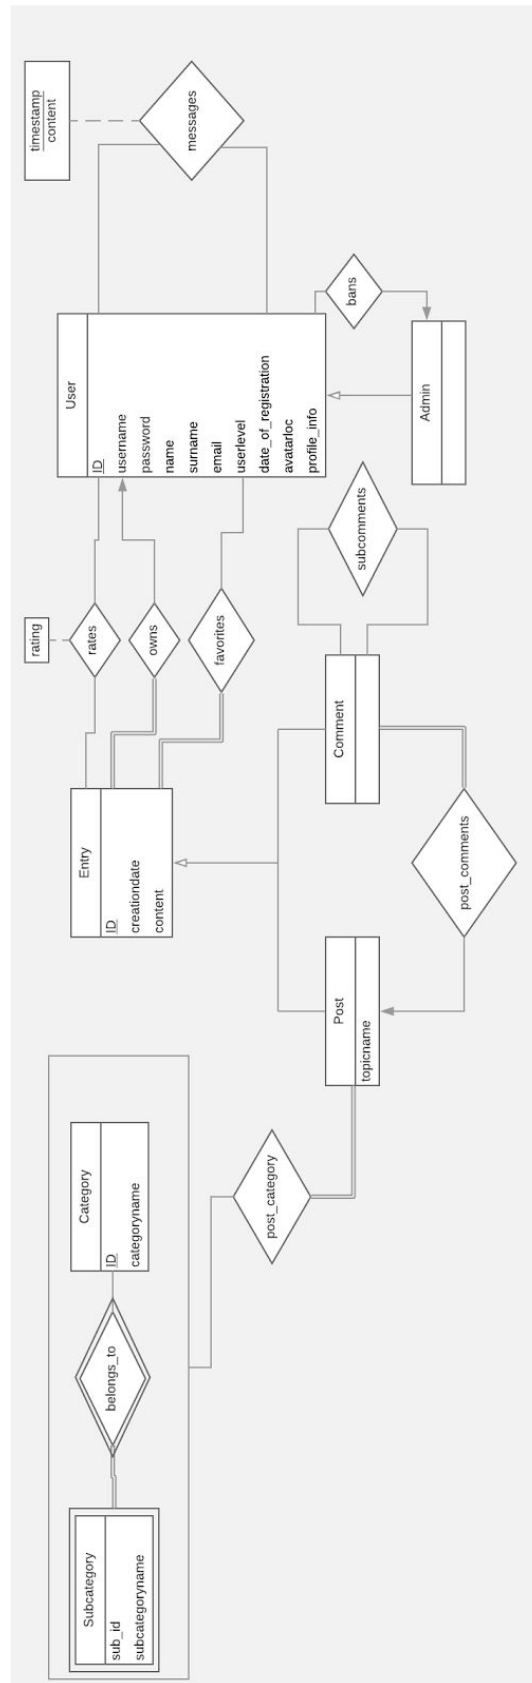 Subcategory
sub_id
subcategoryname
belongs_to
Category
ID
categoryname
post_category
Post
topicname
post_comments
Entry
ID
creationdate
content
Comment
subcomments
rating
rates
owns
favorites
User
ID
username
password
name
surname
email
userlevel
date_of_registration
avatarloc
profile_info
Admin
bans
timestamp
content
messages